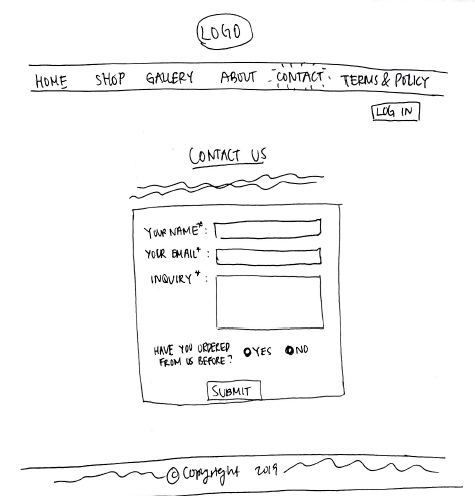 LOGO
HOME SHOP GALLERY ABOUT CONTACT TERMS & POLICY
LOG IN
CONTACT US
YOUR NAME*:
YOUR EMAIL*:
INQUIRY*:
HAVE YOU ORDERED
FROM US BEFORE? YES NO
SUBMIT
© Copyright 2019